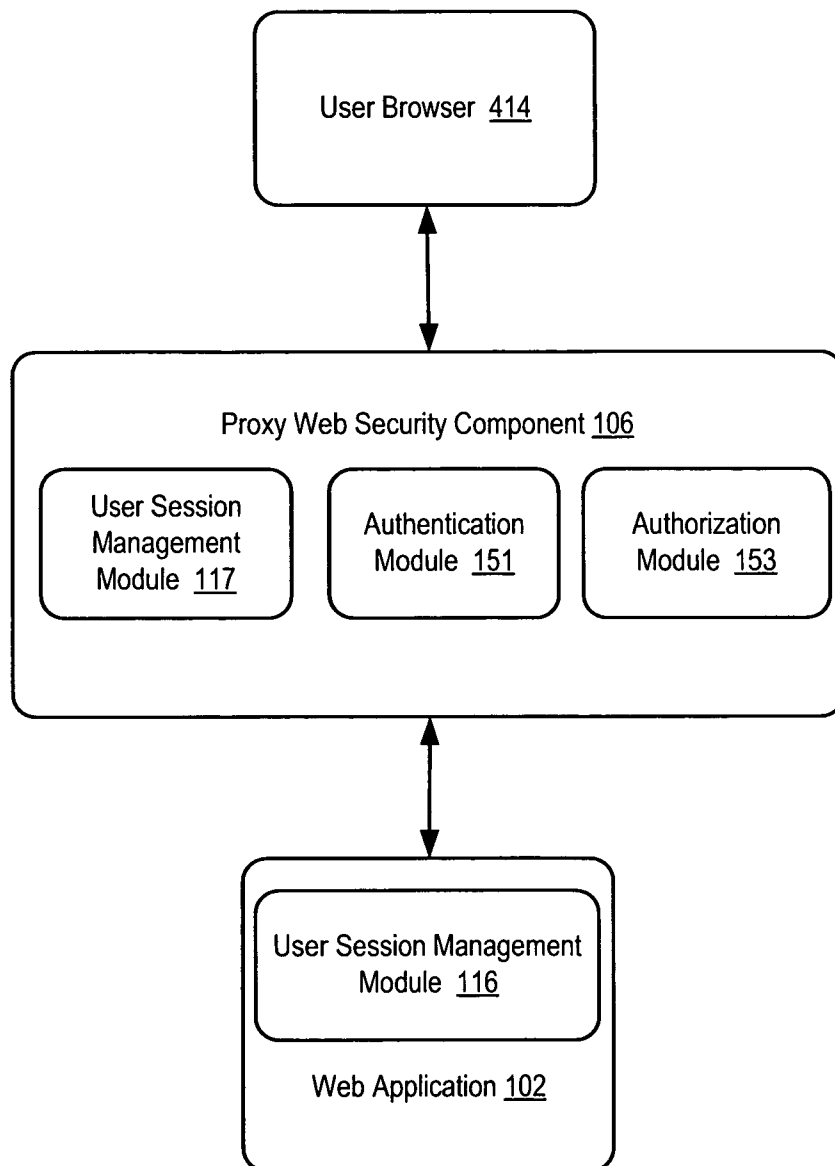 User Browser 414
Proxy Web Security Component 106
User Session
Management
Module 117
Authentication
Module 151
Authorization
Module 153
User Session Management
Module 116
Web Application 102